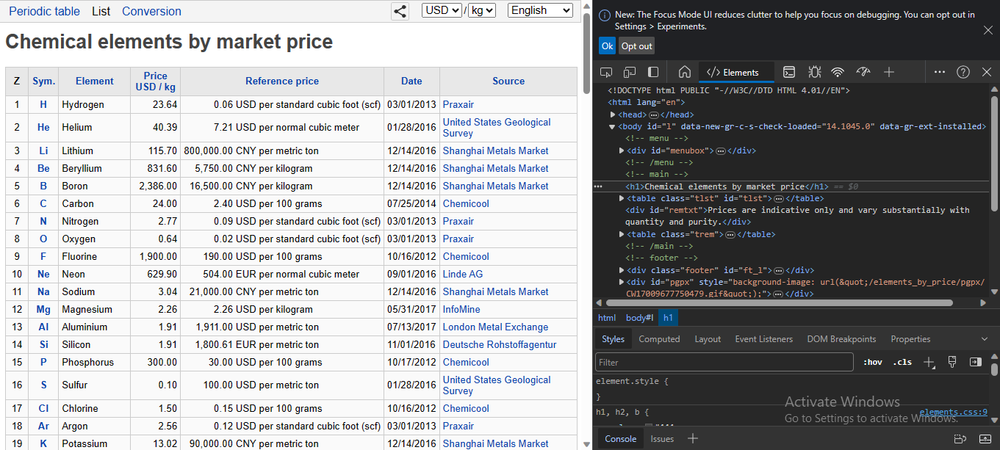 Periodic table List Conversion USD / kg English
Chemical elements by market price
Z Sym. Element Price USD / kg Reference price Date Source
1 H Hydrogen 23.64 0.06 USD per standard cubic foot (scf) 03/01/2013 Praxair
2 He Helium 40.39 7.21 USD per normal cubic meter 01/28/2016 United States Geological Survey
3 Li Lithium 115.70 800,000.00 CNY per metric ton 12/14/2016 Shanghai Metals Market
4 Be Beryllium 831.60 5,750.00 CNY per kilogram 12/14/2016 Shanghai Metals Market
5 B Boron 2,386.00 16,500.00 CNY per kilogram 12/14/2016 Shanghai Metals Market
6 C Carbon 24.00 2.40 USD per 100 grams 07/25/2014 Chemicool
7 N Nitrogen 2.77 0.09 USD per standard cubic foot (scf) 03/01/2013 Praxair
8 O Oxygen 0.64 0.02 USD per standard cubic foot (scf) 03/01/2013 Praxair
9 F Fluorine 1,900.00 190.00 USD per 100 grams 10/16/2012 Chemicool
10 Ne Neon 629.90 504.00 EUR per normal cubic meter 09/01/2016 Linde AG
11 Na Sodium 3.04 21,000.00 CNY per metric ton 12/14/2016 Shanghai Metals Market
12 Mg Magnesium 2.26 2.26 USD per kilogram 05/31/2017 InfoMine
13 Al Aluminium 1.91 1,911.00 USD per metric ton 07/13/2017 London Metal Exchange
14 Si Silicon 1.91 1,800.61 EUR per metric ton 11/01/2016 Deutsche Rohstoffagentur
15 P Phosphorus 300.00 30.00 USD per 100 grams 10/17/2012 Chemicool
16 S Sulfur 0.10 100.00 USD per metric ton 01/28/2016 United States Geological Survey
17 Cl Chlorine 1.50 0.15 USD per 100 grams 10/16/2012 Chemicool
18 Ar Argon 2.56 0.12 USD per standard cubic foot (scf) 03/01/2013 Praxair
19 K Potassium 13.02 90,000.00 CNY per metric ton 12/14/2016 Shanghai Metals Market
New: The Focus Mode UI reduces clutter to help you focus on debugging. You can opt out in
Settings > Experiments.
Ok Opt out
</> Elements
<!DOCTYPE html PUBLIC "-//W3C//DTD HTML 4.01//EN">
<html lang="en">
<head>…</head>
<body id="l" data-new-gr-c-s-check-loaded="14.1045.0" data-gr-ext-installed>
<!-- menu -->
<div id="menubox">…</div>
<!-- /menu -->
<!-- main -->
<h1>Chemical elements by market price</h1> == $0
<table class="tlst" id="tlst">…</table>
<div id="remtxt">Prices are indicative only and vary substantially with
quantity and purity.</div>
<table class="trem">…</table>
<!-- /main -->
<!-- footer -->
<div class="footer" id="ft_l">…</div>
<div id="pgpx" style="background-image: url(&quot;/elements_by_price/pgpx/
CW17009677750479.gif&quot;);">…</div>
html body#l h1
Styles Computed Layout Event Listeners DOM Breakpoints Properties
Filter :hov .cls
element.style {
}
h1, h2, b { elements.css:9
Activate Windows
Go to Settings to activate Windows.
Console Issues